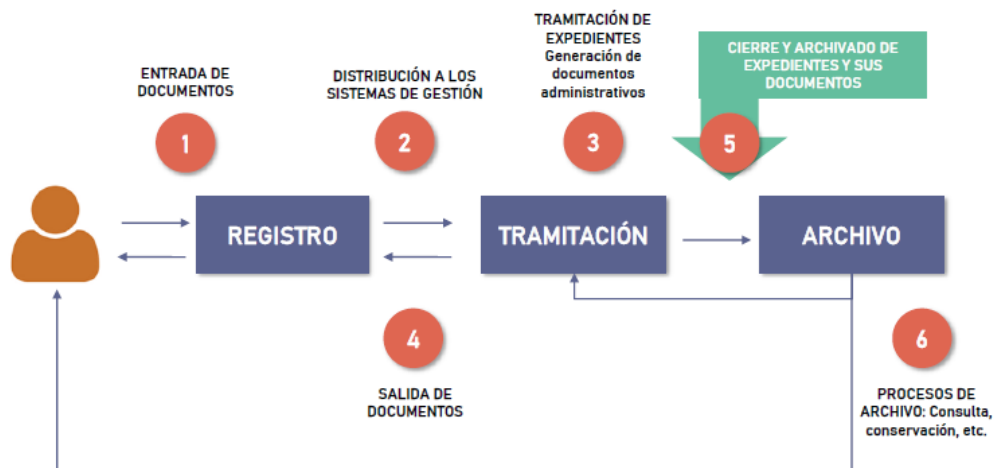 ENTRADA DE
DOCUMENTOS
1
DISTRIBUCIÓN A LOS
SISTEMAS DE GESTIÓN
2
TRAMITACIÓN DE
EXPEDIENTES
Generación de
documentos
administrativos
3
CIERRE Y ARCHIVADO DE
EXPEDIENTES Y SUS
DOCUMENTOS
5
REGISTRO
TRAMITACIÓN
ARCHIVO
4
SALIDA DE
DOCUMENTOS
6
PROCESOS DE
ARCHIVO: Consulta,
conservación, etc.